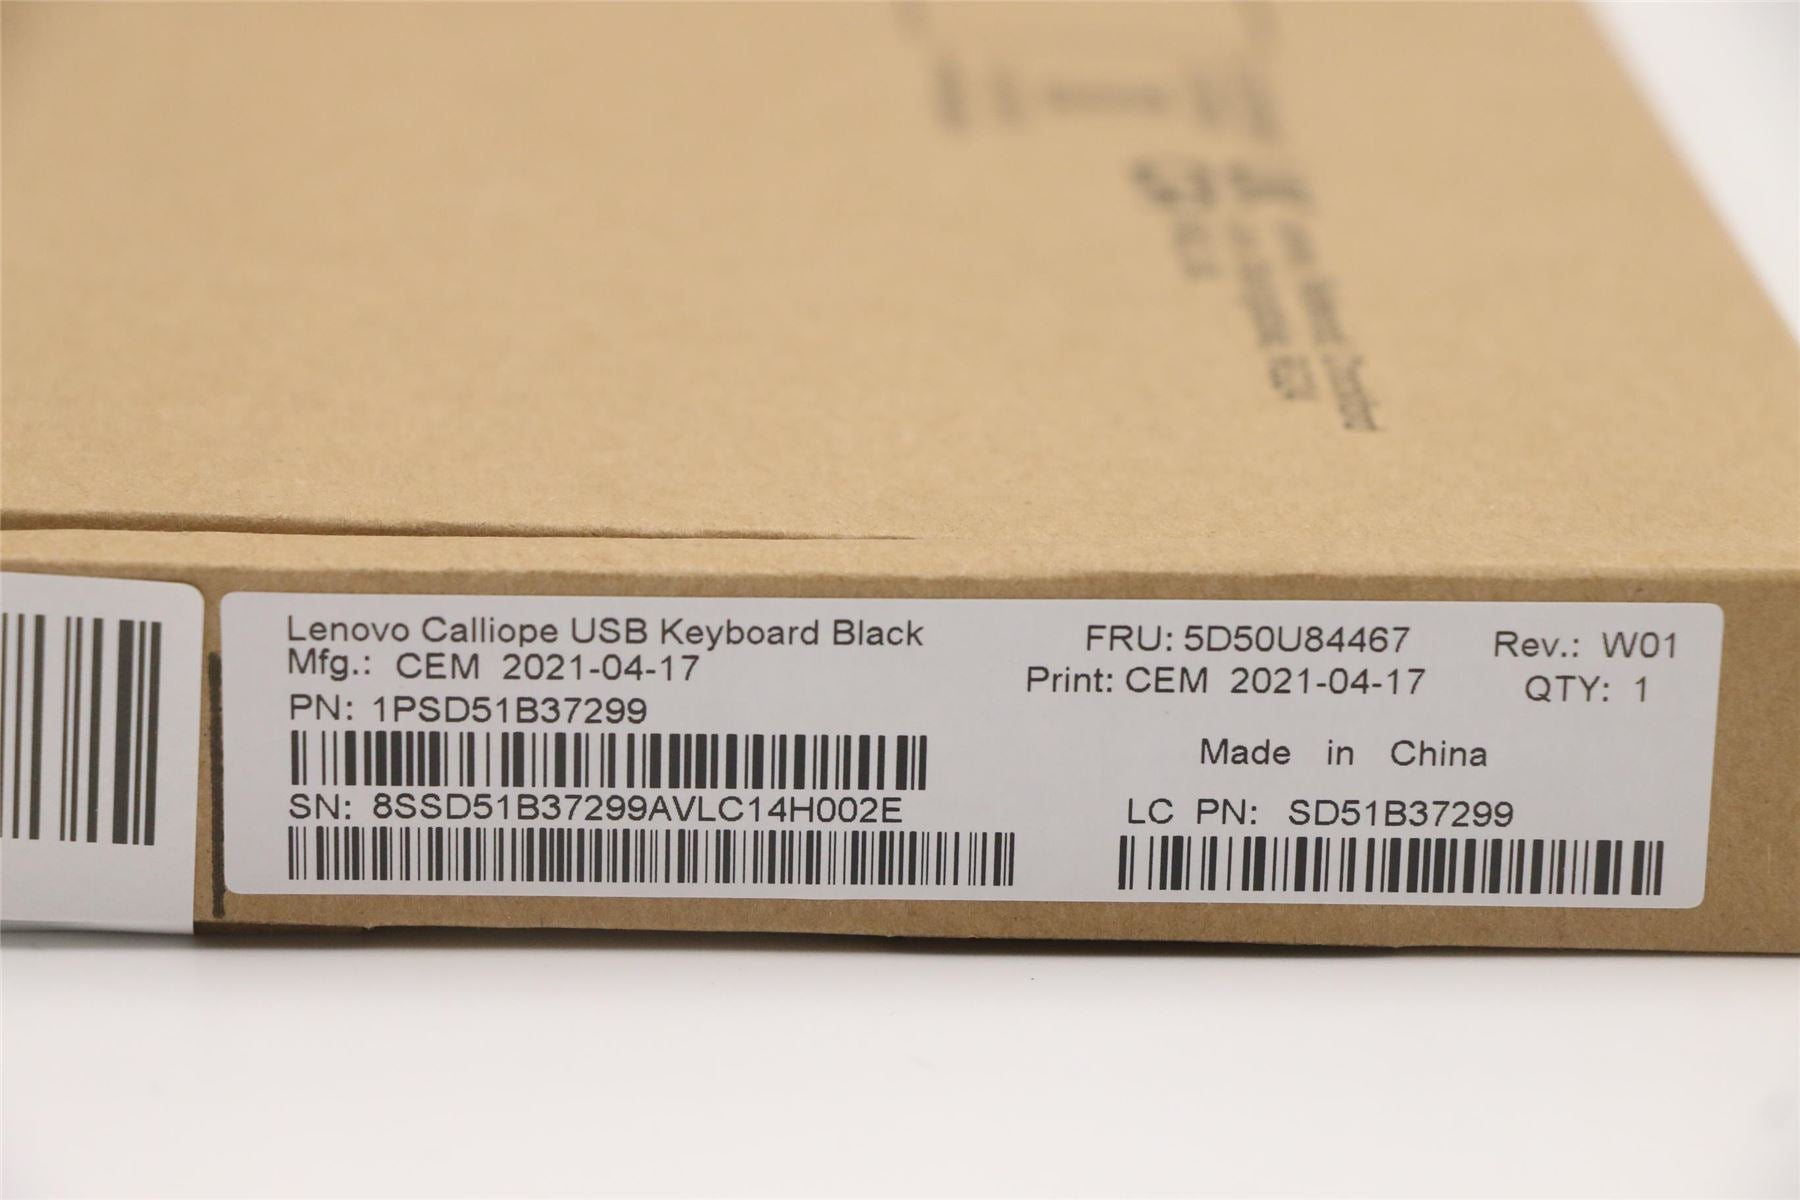 Lenovo Calliope USB Keyboard Black
FRU: 5D50U84467
Rev.: W01
Mfg.: CEM 2021-04-17
Print: CEM 2021-04-17
QTY: 1
PN: 1PSD51B37299
Made in China
SN: 8SSD51B37299AVLC14H002E
LC PN: SD51B37299